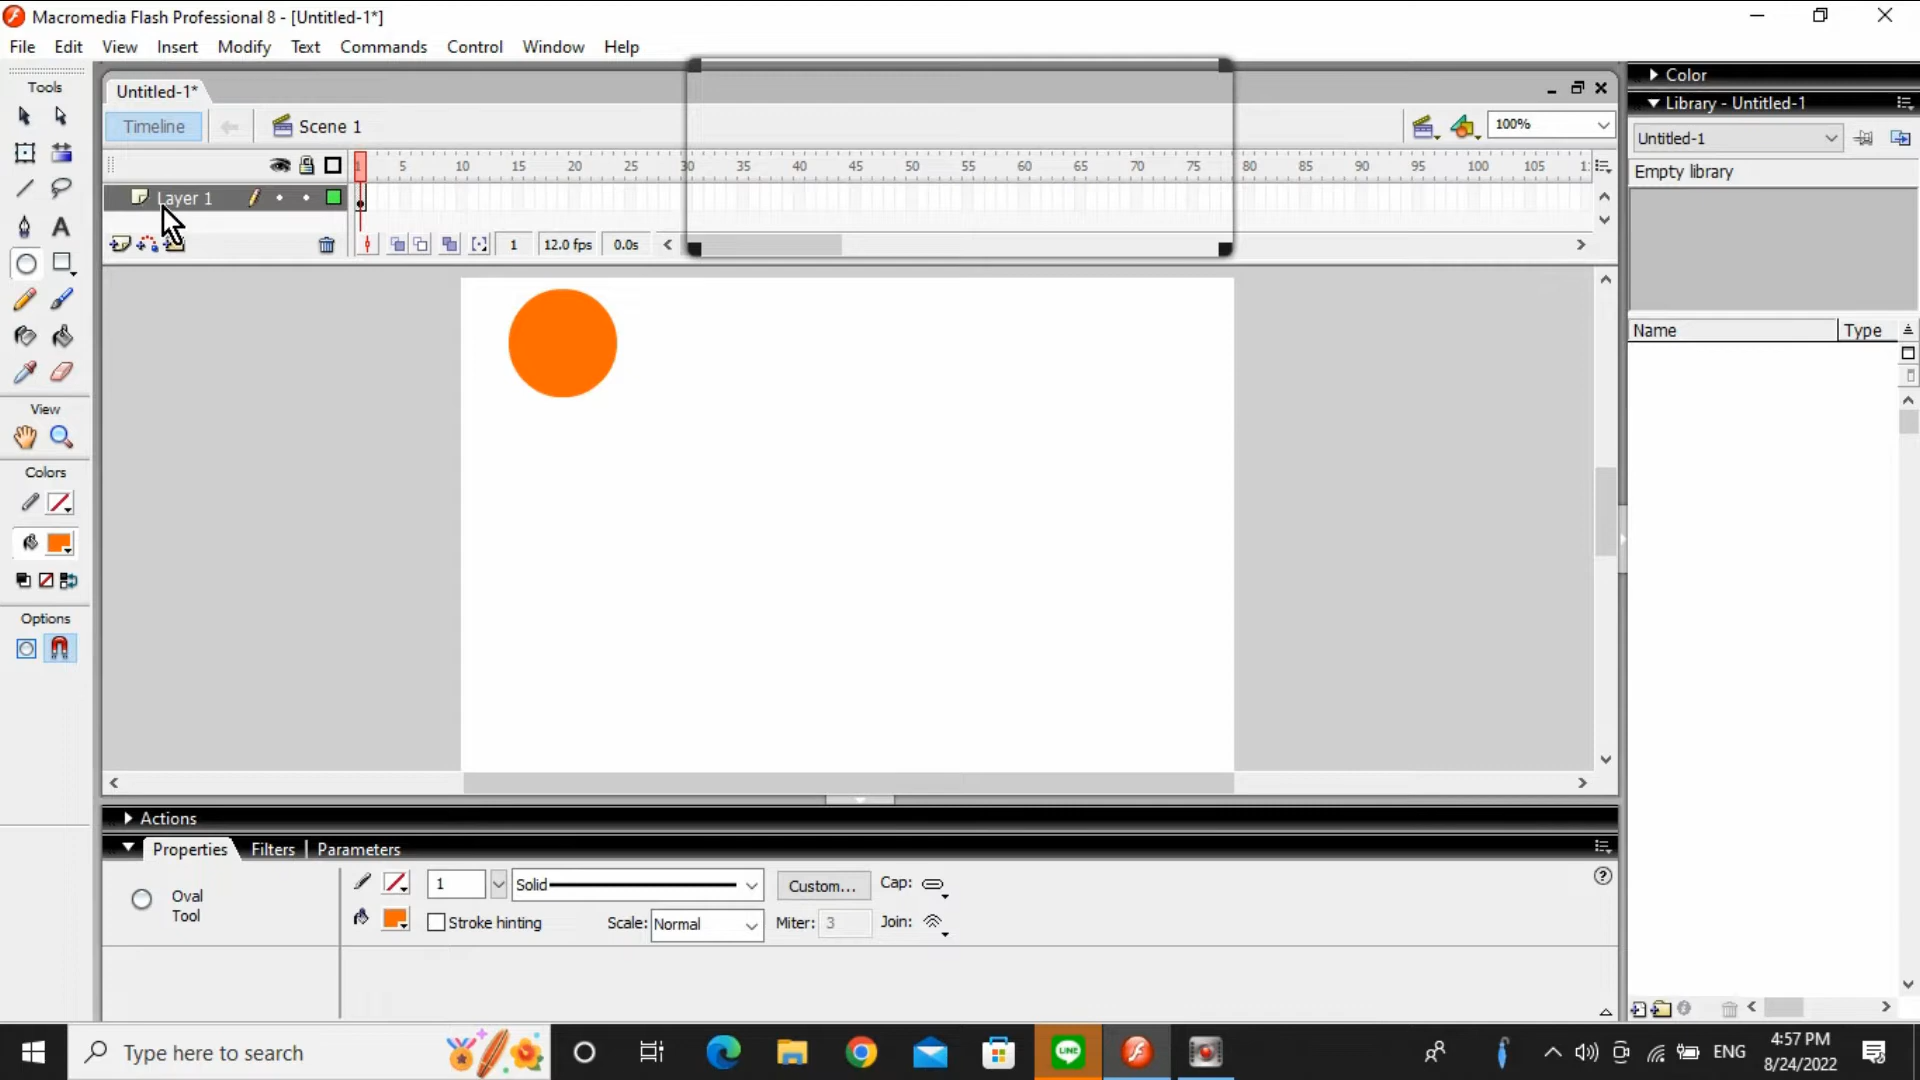 Macromedia Flash Professional 8 - [Untitled-1*]
File Edit View Insert Modify Text Commands Control Window Help
Tools
Untitled-1*
Timeline
Scene 1
100%
1 5 10 15 20 25 30 35 40 45 50 55 60 65 70 75 80 85 90 95 100 105
Layer 1
1 12.0 fps 0.0s
View
Colors
Options
Color
Library - Untitled-1
Untitled-1
Empty library
Name Type
Actions
Properties Filters Parameters
Oval
Tool
1 Solid Custom... Cap:
Stroke hinting Scale: Normal Miter: 3 Join:
Type here to search
LINE
ENG
4:57 PM
8/24/2022